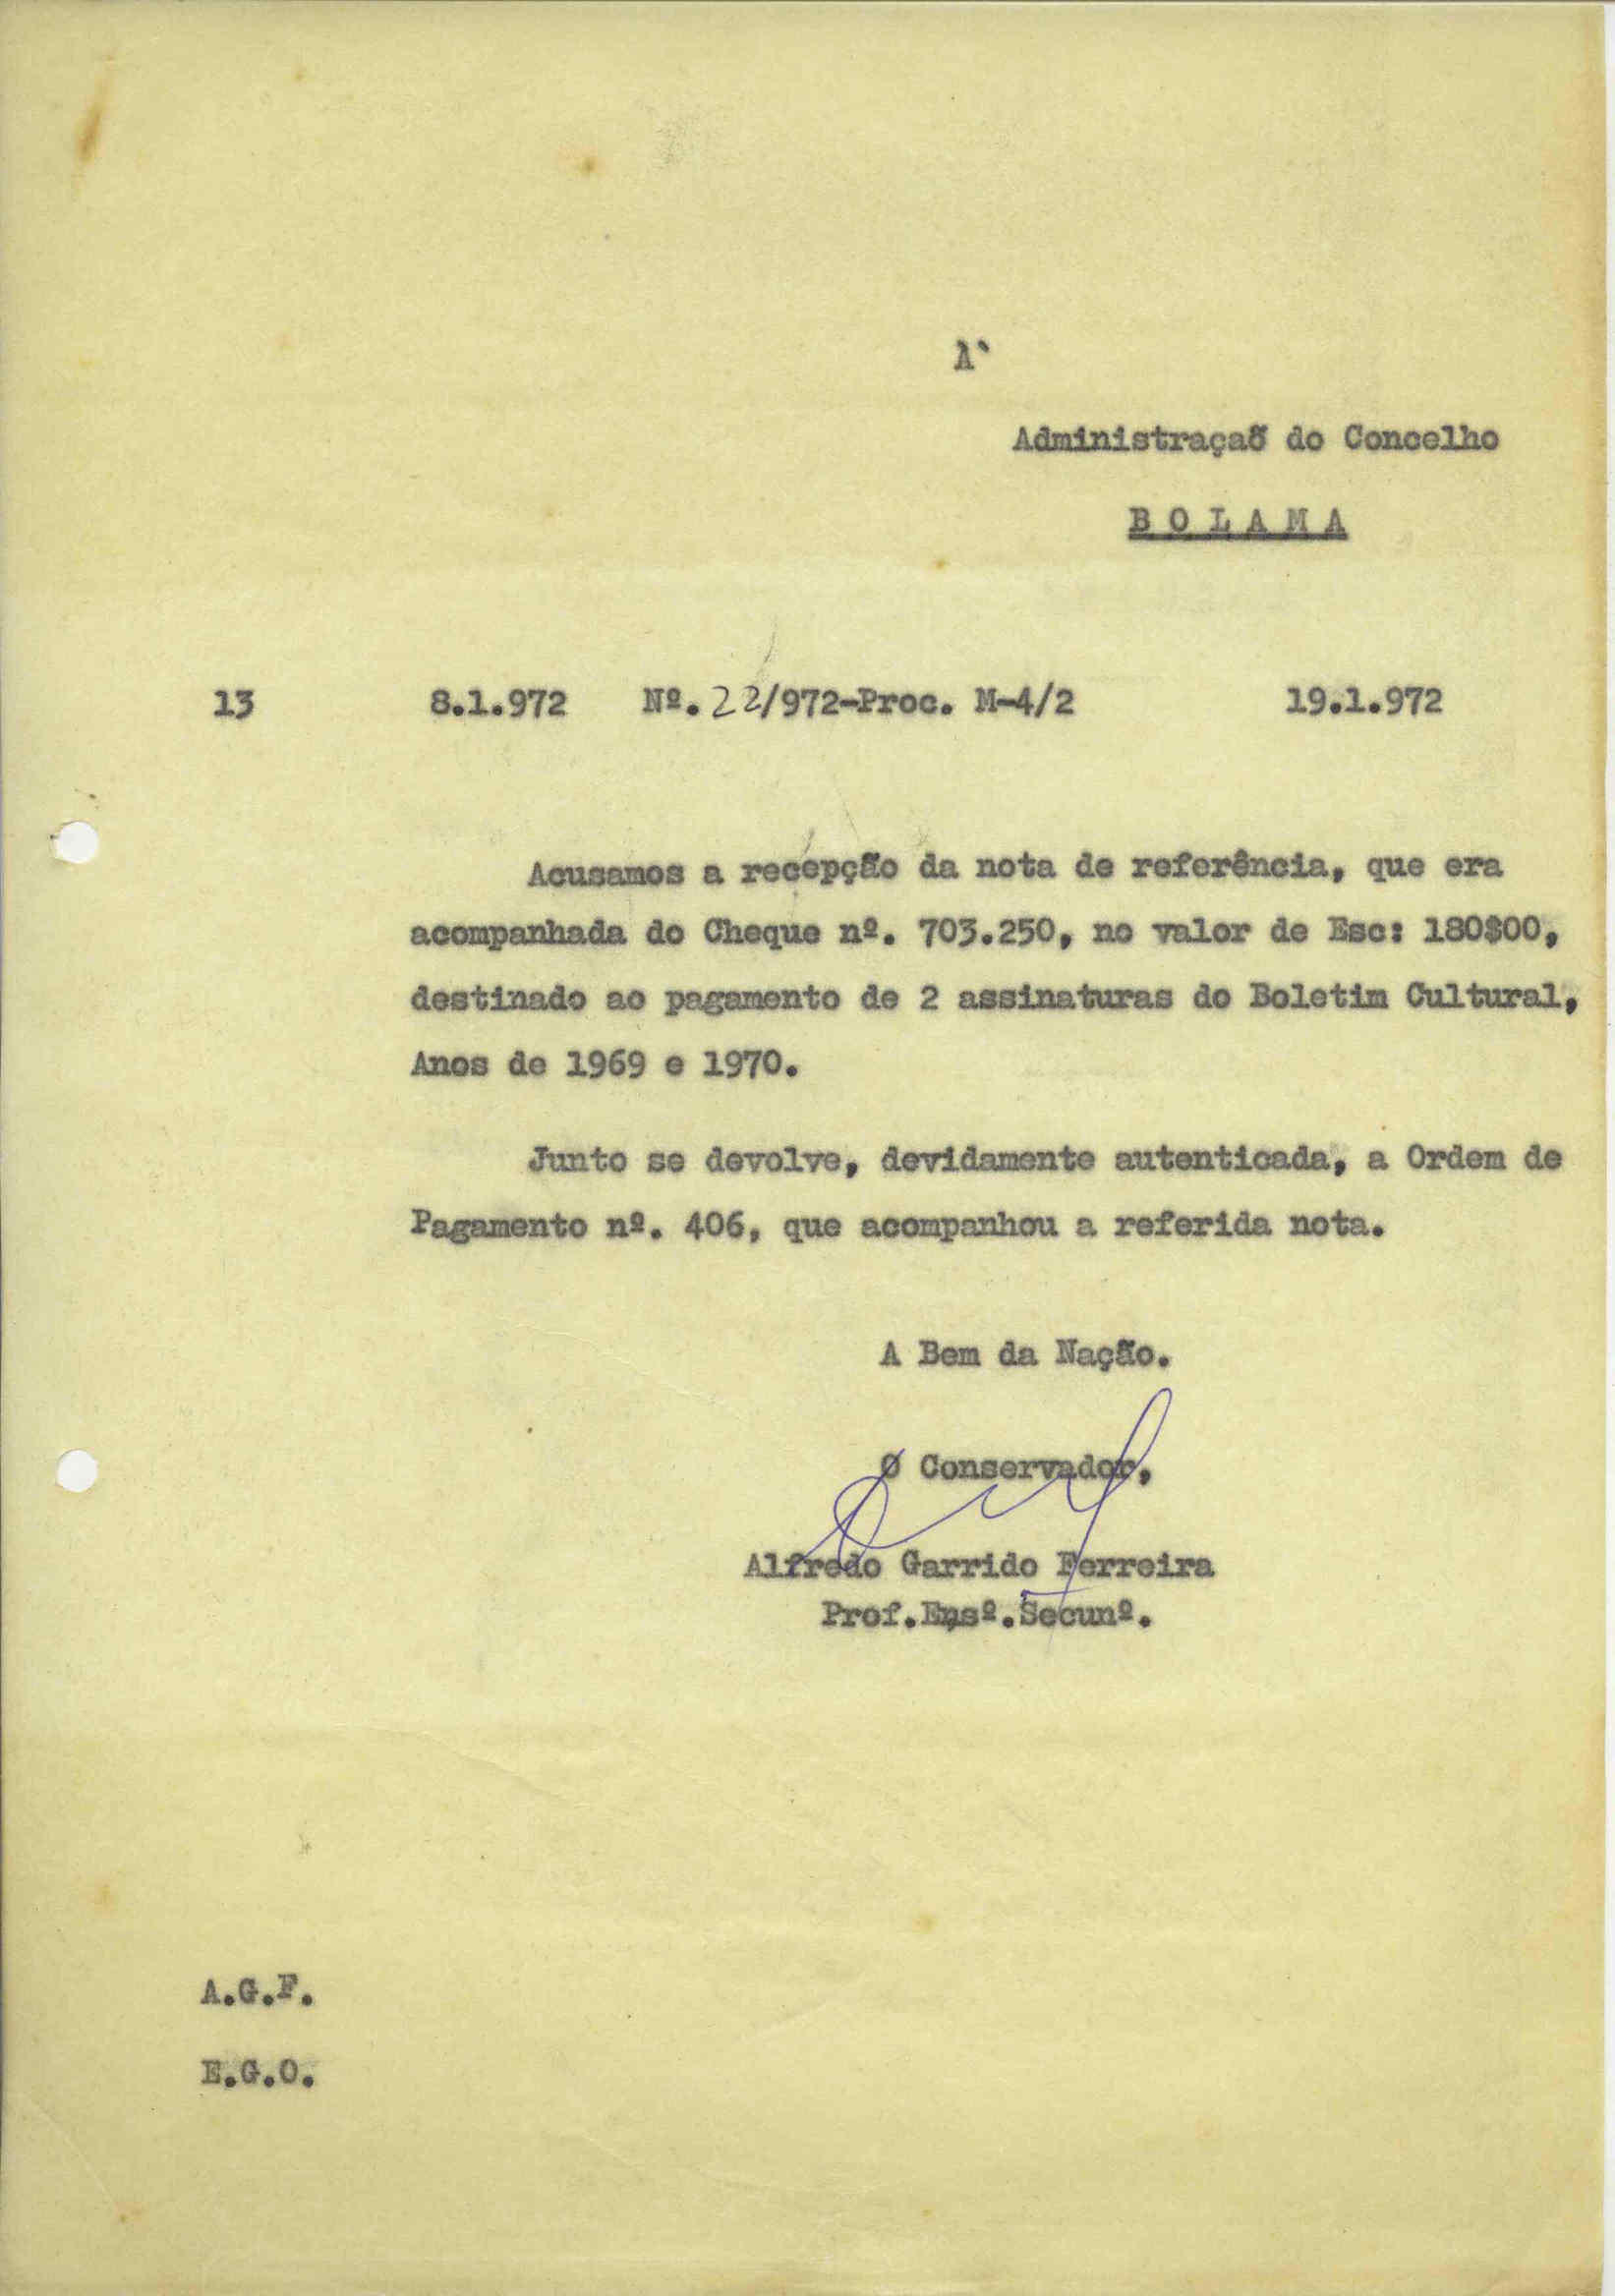 A`
Administraçaõ do Concelho
B O L A M A
13 8.1.972 Nº.22/972-Proc. M-4/2 19.1.972
Acusamos a recépção da nota de referência, que era
acompanhada do Cheque nº. 703.250, no valor de Esc: 180$00,
destinado ao pagamento de 2 assinaturas do Boletim Cultural,
Anos de 1969 e 1970.
Junto se devolve, devidamente autenticada, a Ordem de
Pagamento nº. 406, que acompanhou a referida nota.
A Bem da Nação.
O Conservador,
Alfredo Garrido Ferreira
Prof.Ensº.Secunº.
A.G.F.
E.G.O.